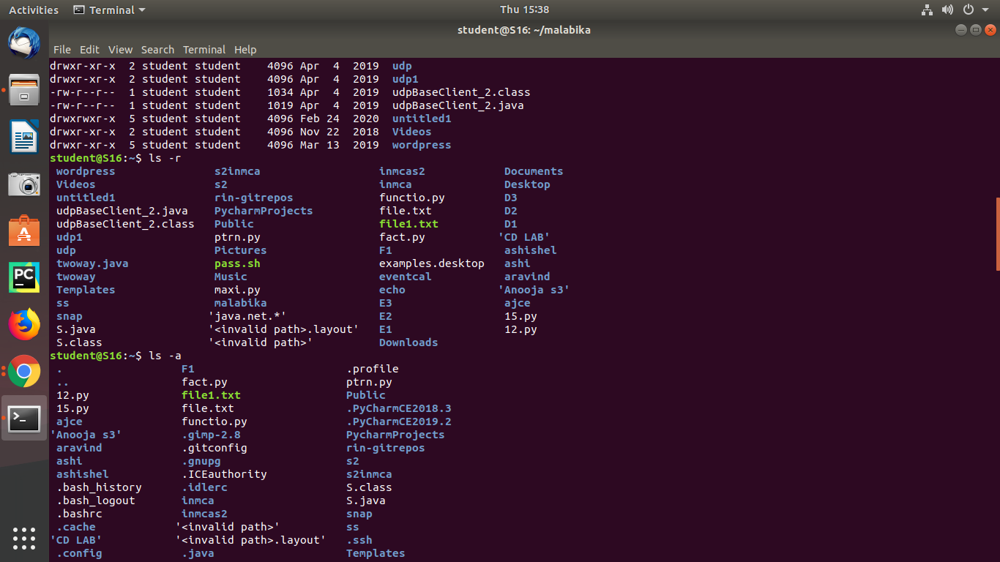 Activities Terminal Thu 15:38
student@S16: ~/malabika
File Edit View Search Terminal Help
drwxr-xr-x  2 student student    4096 Apr  4  2019  udp
drwxr-xr-x  2 student student    4096 Apr  4  2019  udp1
-rw-r--r--  1 student student    1034 Apr  4  2019  udpBaseClient_2.class
-rw-r--r--  1 student student    1019 Apr  4  2019  udpBaseClient_2.java
drwxrwxr-x  5 student student    4096 Feb 24  2020  untitled1
drwxr-xr-x  2 student student    4096 Nov 22  2018  Videos
drwxr-xr-x  5 student student    4096 Mar 13  2019  wordpress
student@S16:~$ ls -r
 wordpress               s2inmca                  inmcas2            Documents
 Videos                  s2                       inmca              Desktop
 untitled1               rin-gitrepos             functio.py         D3
 udpBaseClient_2.java    PycharmProjects          file.txt           D2
 udpBaseClient_2.class   Public                   file1.txt          D1
 udp1                    ptrn.py                  fact.py           'CD LAB'
 udp                     Pictures                 F1                 ashishel
 twoway.java             pass.sh                  examples.desktop   ashi
 twoway                  Music                    eventcal           aravind
 Templates               maxi.py                  echo              'Anooja s3'
 ss                      malabika                 E3                 ajce
 snap                   'java.net.*'              E2                 15.py
 S.java                 '<invalid path>.layout'   E1                 12.py
 S.class                '<invalid path>'          Downloads
student@S16:~$ ls -a
 .                  F1                       .profile
 ..                 fact.py                  ptrn.py
 12.py              file1.txt                Public
 15.py              file.txt                 .PyCharmCE2018.3
 ajce               functio.py               .PyCharmCE2019.2
'Anooja s3'         .gimp-2.8                PycharmProjects
 aravind            .gitconfig               rin-gitrepos
 ashi               .gnupg                   s2
 ashishel           .ICEauthority            s2inmca
 .bash_history      .idlerc                  S.class
 .bash_logout       inmca                    S.java
 .bashrc            inmcas2                  snap
 .cache            '<invalid path>'          ss
'CD LAB'           '<invalid path>.layout'   .ssh
 .config            .java                    Templates